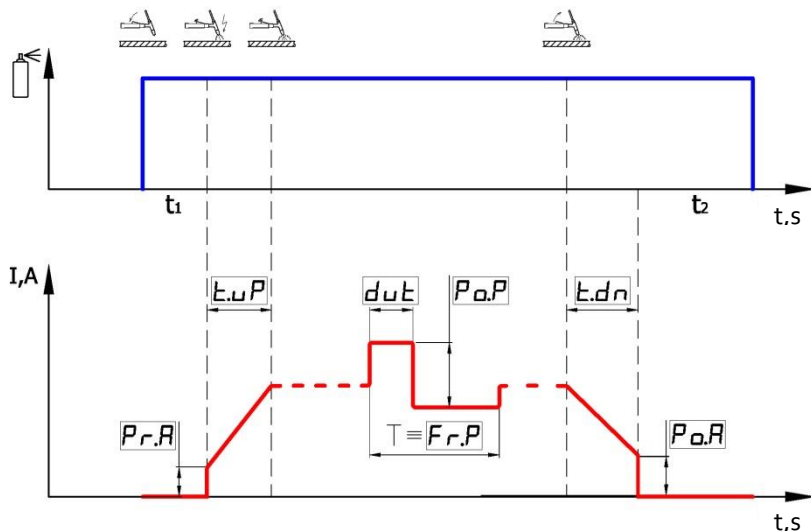 t1 t2
t,s
I,A
t.uP dut Po.P t.dn
Pr.A T ≡ Fr.P Po.A
t,s